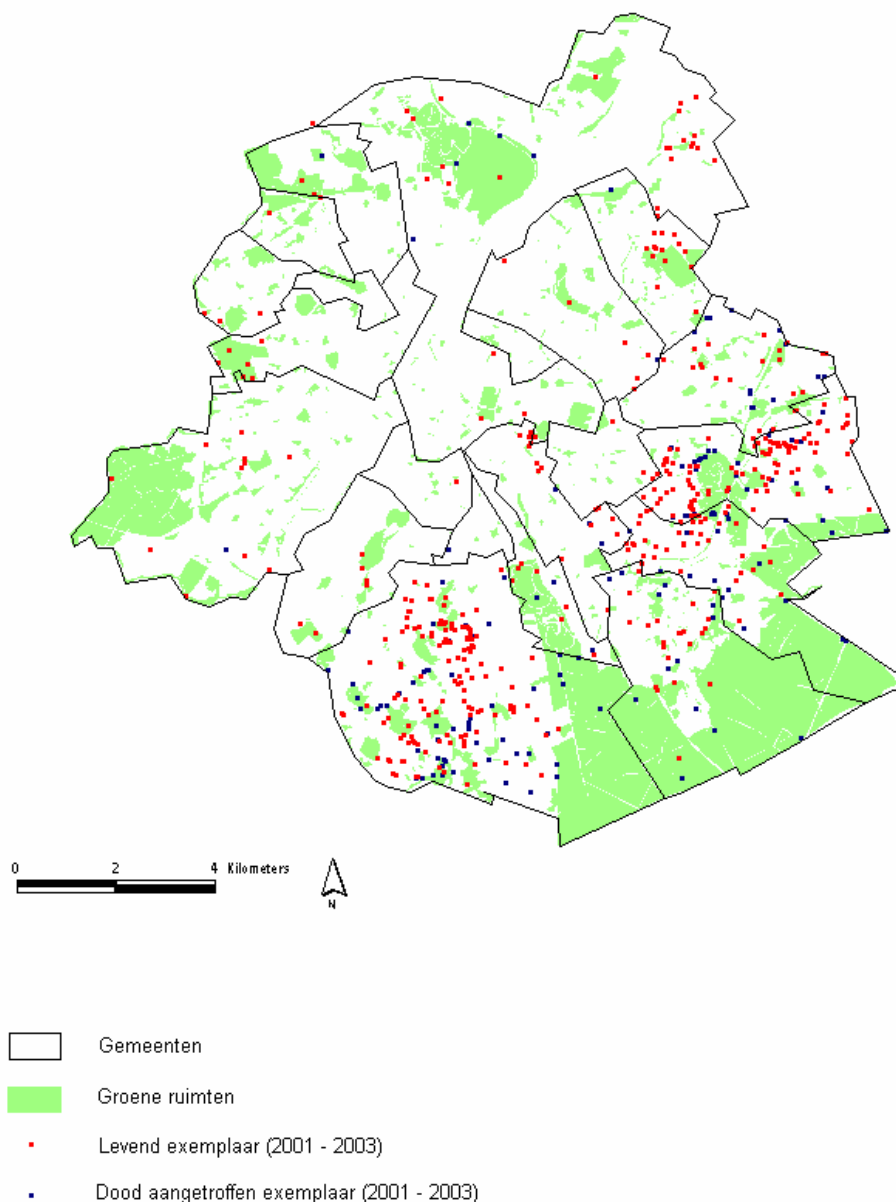 0 2 4 Kilometers
N
Gemeenten
Groene ruimten
Levend exemplaar (2001 - 2003)
Dood aangetroffen exemplaar (2001 - 2003)